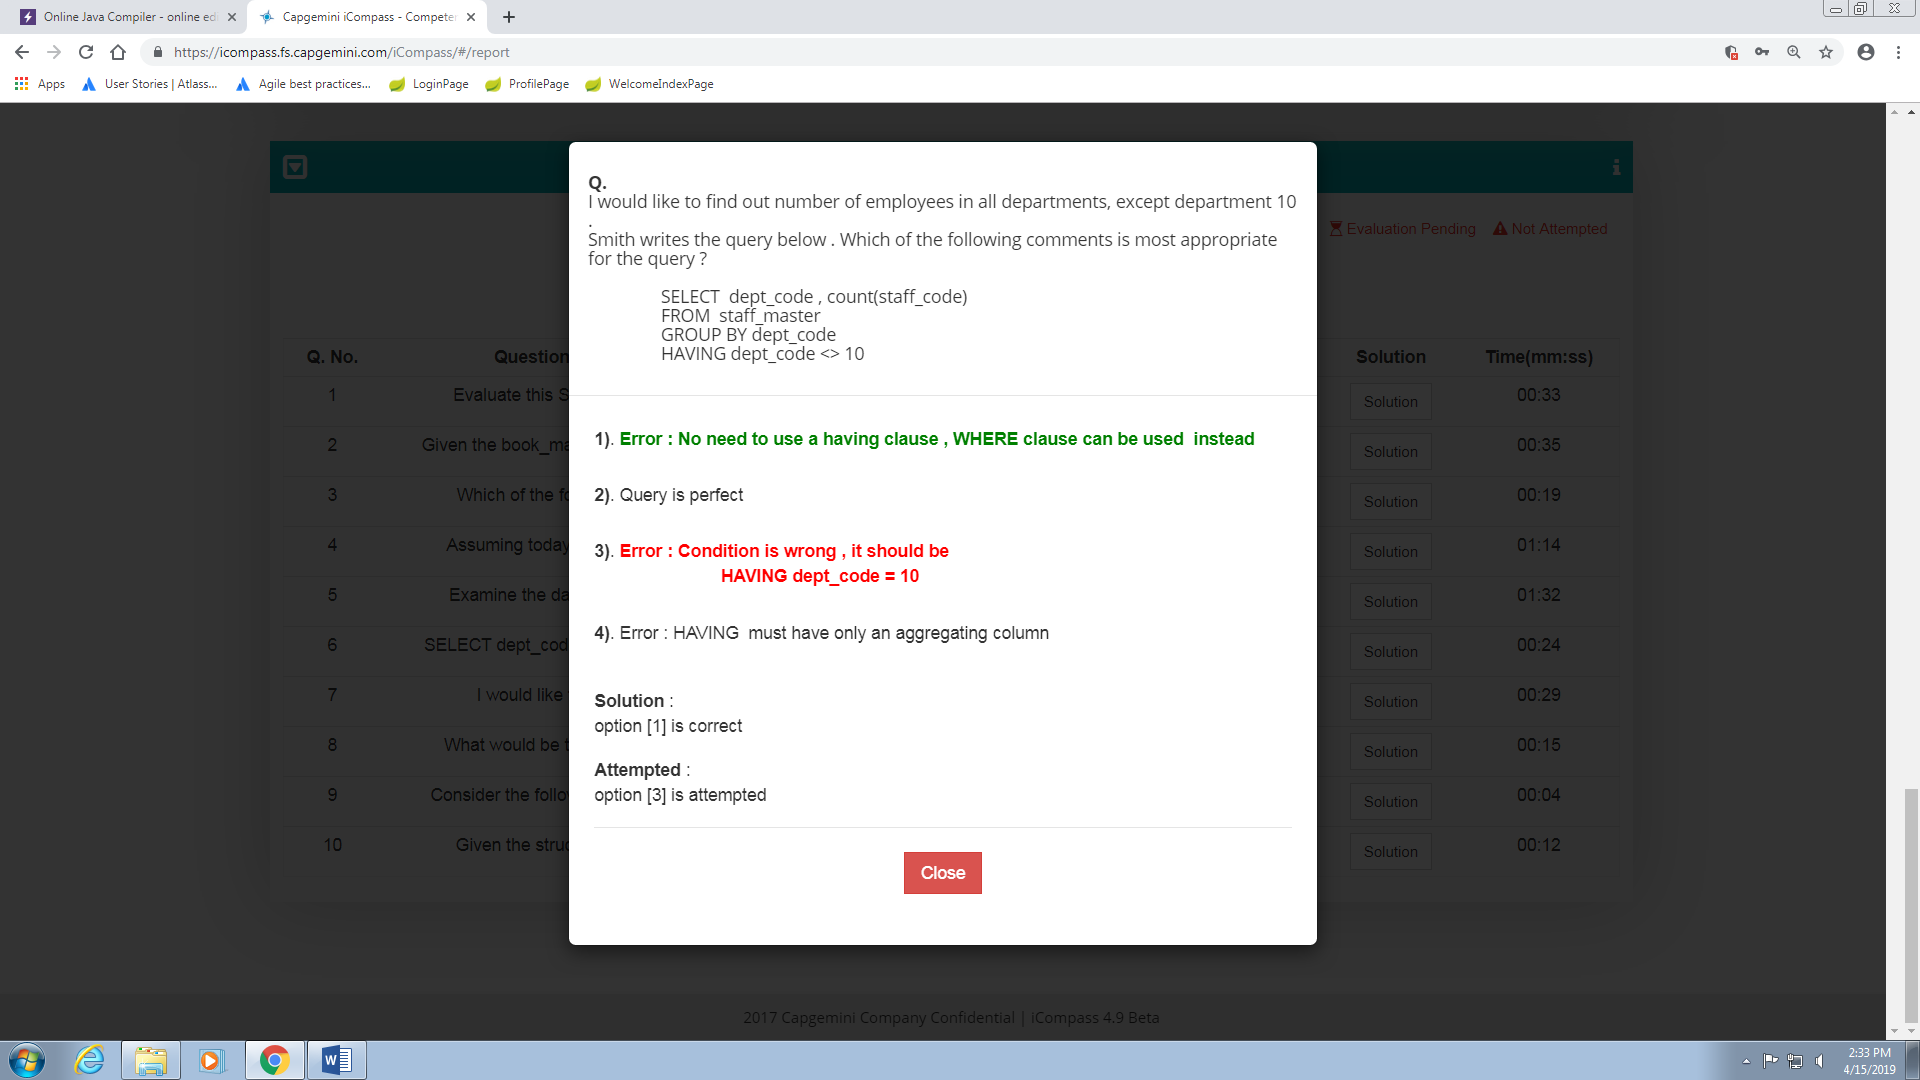 Online Java Compiler - online edi
Capgemini iCompass - Competen
https://icompass.fs.capgemini.com/iCompass/#/report
Apps
User Stories | Atlass...
Agile best practices...
LoginPage
ProfilePage
WelcomeIndexPage
Q.
I would like to find out number of employees in all departments, except department 10
.
Smith writes the query below . Which of the following comments is most appropriate
for the query ?
SELECT dept_code , count(staff_code)
FROM staff_master
GROUP BY dept_code
HAVING dept_code <> 10
1). Error : No need to use a having clause , WHERE clause can be used instead
2). Query is perfect
3). Error : Condition is wrong , it should be
HAVING dept_code = 10
4). Error : HAVING must have only an aggregating column
Solution :
option [1] is correct
Attempted :
option [3] is attempted
Close
Evaluation Pending Not Attempted
Q. No. Question Solution Time(mm:ss)
1 Evaluate this S Solution 00:33
2 Given the book_ma Solution 00:35
3 Which of the fo Solution 00:19
4 Assuming today Solution 01:14
5 Examine the da Solution 01:32
6 SELECT dept_cod Solution 00:24
7 I would like Solution 00:29
8 What would be t Solution 00:15
9 Consider the follo Solution 00:04
10 Given the struc Solution 00:12
2017 Capgemini Company Confidential | iCompass 4.9 Beta
2:33 PM
4/15/2019